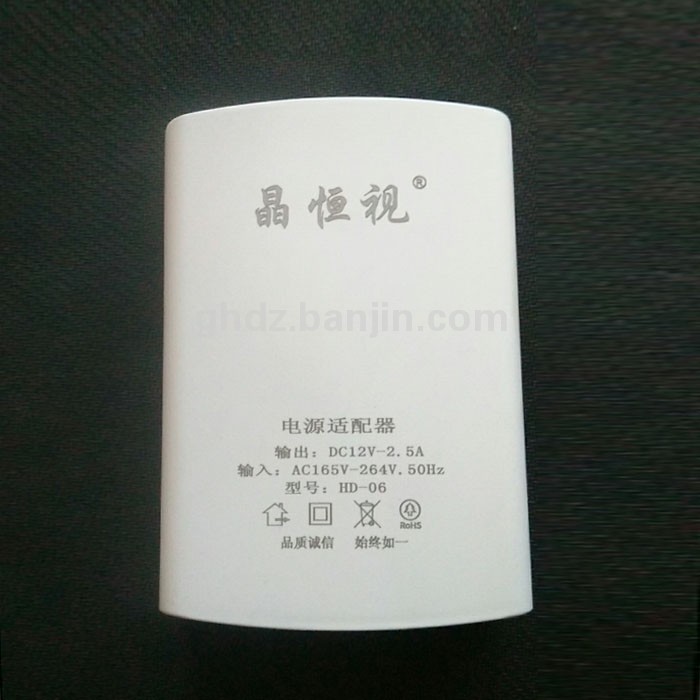 晶恒视®
ghdz.banjin.com
电源适配器
输出: DC12V-2.5A
输入: AC165V-264V,50Hz
型号: HD-06
RoHS
品质诚信 始终如一